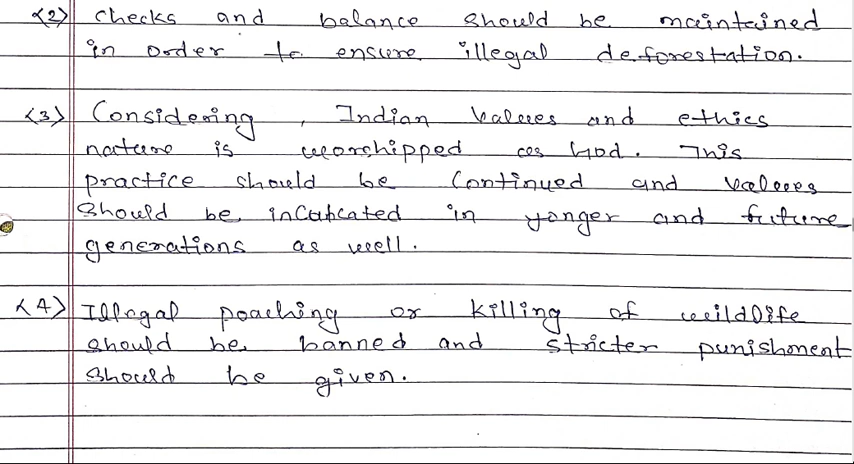 <2> checks and balance should be maintained
in order to ensure illegal deforestation.
<3> Considering, Indian values and ethics
nature is worshipped as God. This
practice should be continued and values
should be inculcated in yonger and future
generations as well.
<4> Illegal poaching or killing of wildlife
should be banned and stricter punishment
should be given.